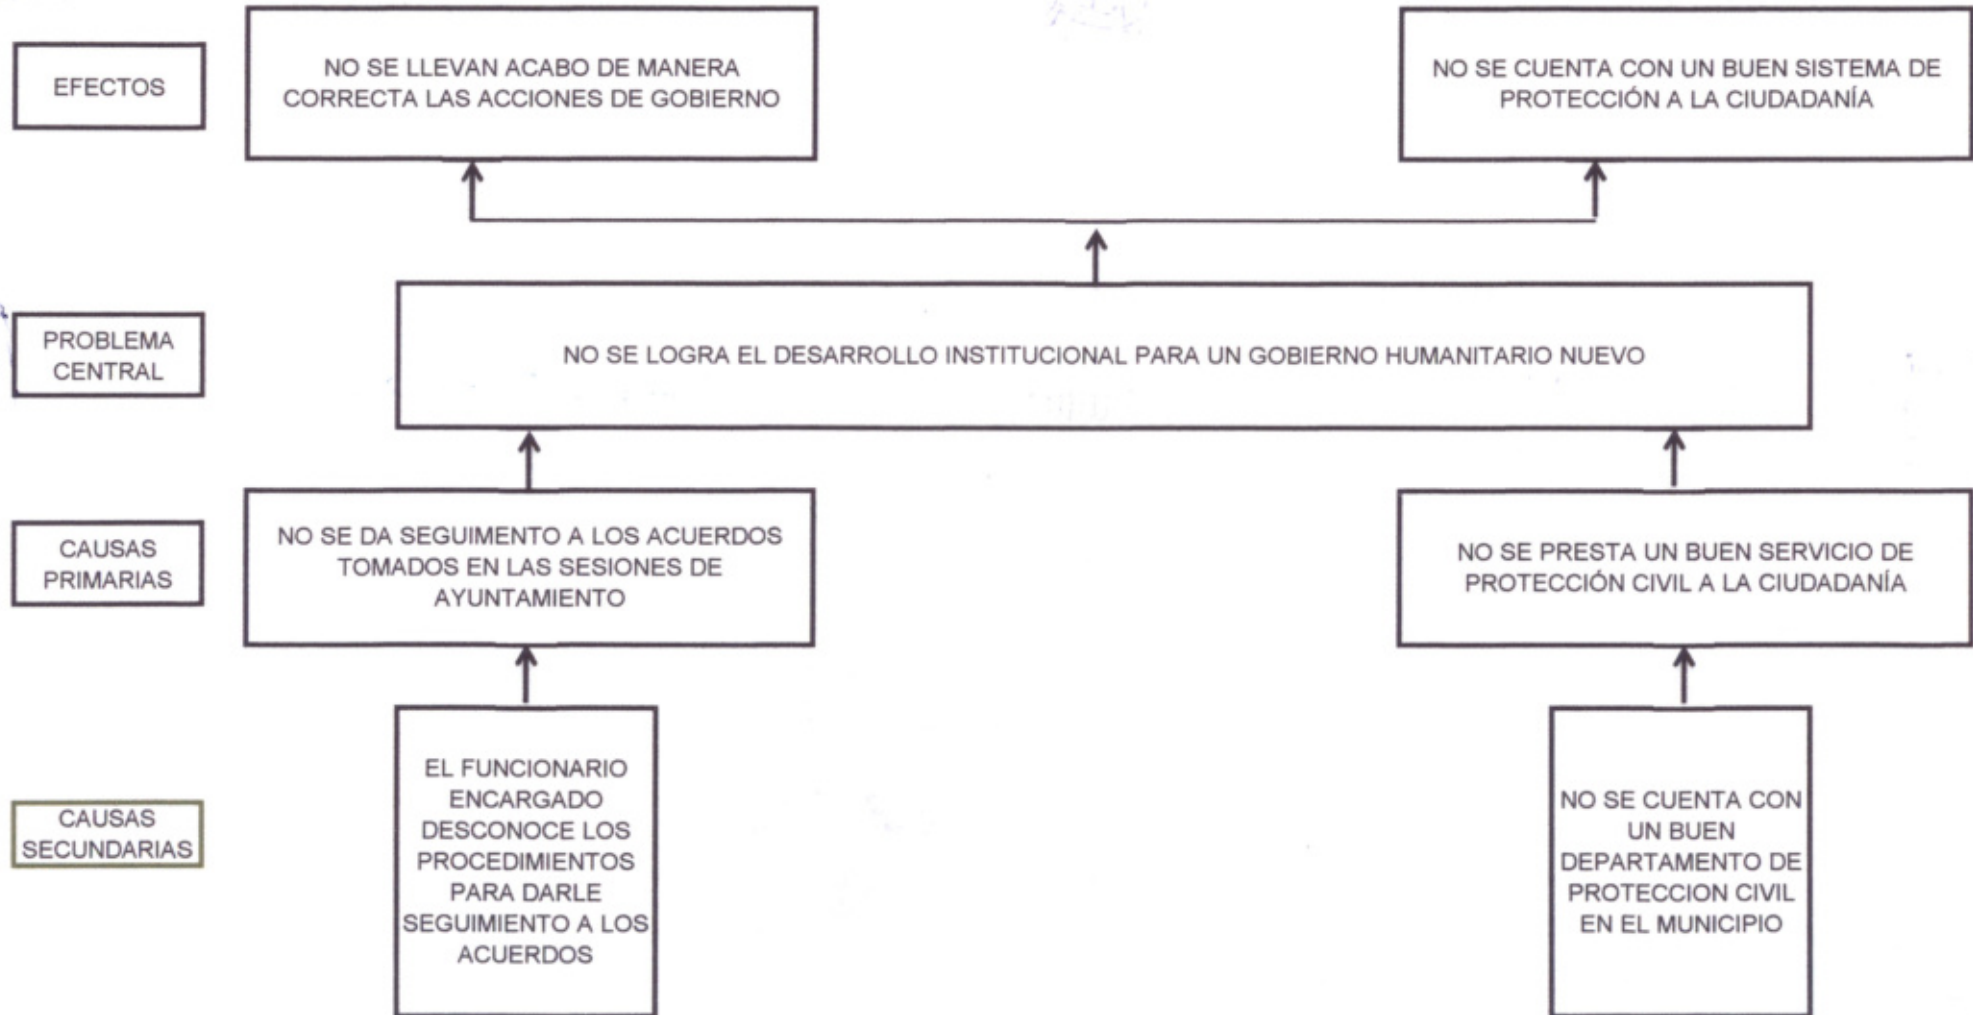 EFECTOS
NO SE LLEVAN ACABO DE MANERA
CORRECTA LAS ACCIONES DE GOBIERNO
NO SE CUENTA CON UN BUEN SISTEMA DE
PROTECCIÓN A LA CIUDADANÍA
PROBLEMA
CENTRAL
NO SE LOGRA EL DESARROLLO INSTITUCIONAL PARA UN GOBIERNO HUMANITARIO NUEVO
CAUSAS
PRIMARIAS
NO SE DA SEGUIMENTO A LOS ACUERDOS
TOMADOS EN LAS SESIONES DE
AYUNTAMIENTO
NO SE PRESTA UN BUEN SERVICIO DE
PROTECCIÓN CIVIL A LA CIUDADANÍA
CAUSAS
SECUNDARIAS
EL FUNCIONARIO
ENCARGADO
DESCONOCE LOS
PROCEDIMIENTOS
PARA DARLE
SEGUIMIENTO A LOS
ACUERDOS
NO SE CUENTA CON
UN BUEN
DEPARTAMENTO DE
PROTECCION CIVIL
EN EL MUNICIPIO